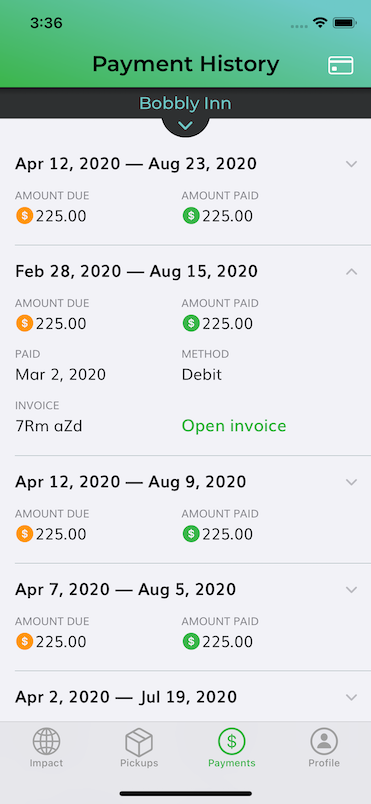 3:36
Payment History
Bobbly Inn
Apr 12, 2020 — Aug 23, 2020
AMOUNT DUE AMOUNT PAID
$ 225.00 $ 225.00
Feb 28, 2020 — Aug 15, 2020
AMOUNT DUE AMOUNT PAID
$ 225.00 $ 225.00
PAID METHOD
Mar 2, 2020 Debit
INVOICE
7Rm aZd Open invoice
Apr 12, 2020 — Aug 9, 2020
AMOUNT DUE AMOUNT PAID
$ 225.00 $ 225.00
Apr 7, 2020 — Aug 5, 2020
AMOUNT DUE AMOUNT PAID
$ 225.00 $ 225.00
Apr 2, 2020 — Jul 19, 2020
$
Impact Pickups Payments Profile